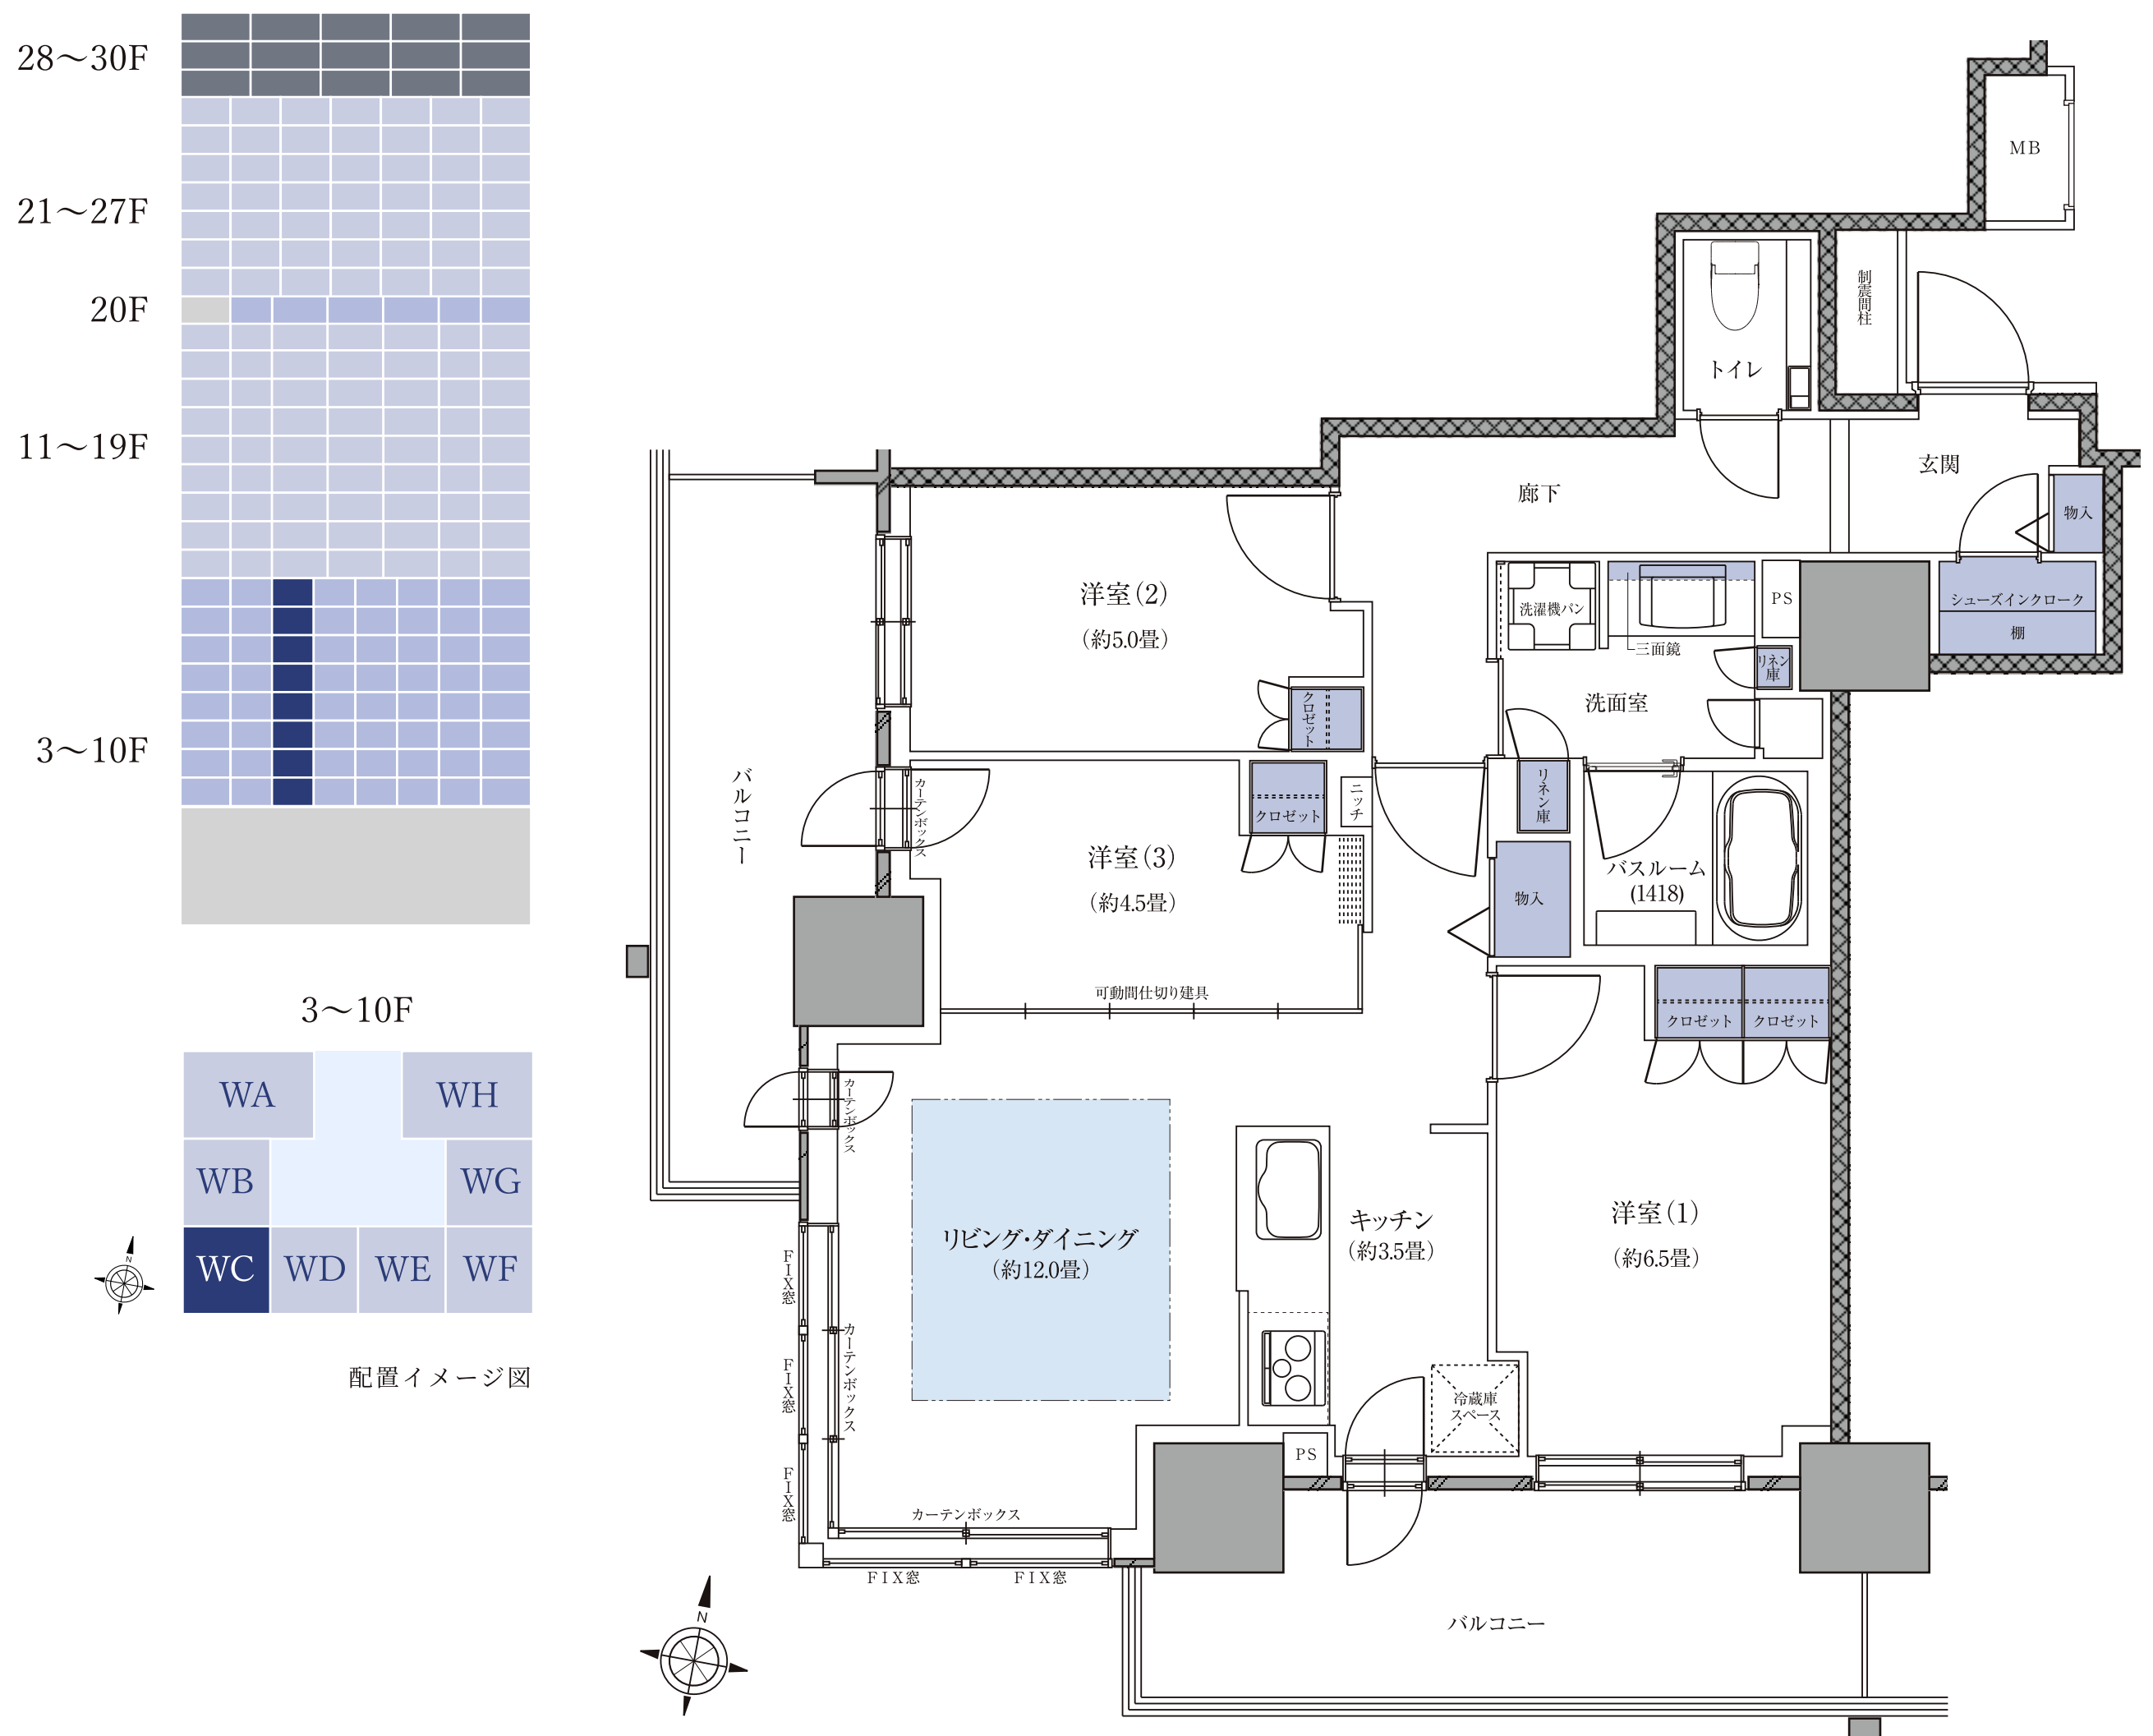 28～30F
21～27F
20F
11～19F
3～10F
3～10F
WA
WH
WB
WG
WC
WD
WE
WF
N
配置イメージ図
MB
制震間柱
トイレ
玄関
廊下
物入
シューズインクローク
棚
洋室(2)
(約5.0畳)
クロゼット
洗濯機パン
三面鏡
PS
リネン庫
洗面室
バルコニー
カーテンボックス
洋室(3)
(約4.5畳)
クロゼット
ニッチ
リネン庫
物入
バスルーム
(1418)
可動間仕切り建具
クロゼット
クロゼット
カーテンボックス
リビング・ダイニング
(約12.0畳)
キッチン
(約3.5畳)
洋室(1)
(約6.5畳)
FIX窓
FIX窓
FIX窓
カーテンボックス
冷蔵庫
スペース
PS
カーテンボックス
FIX窓
FIX窓
バルコニー
N